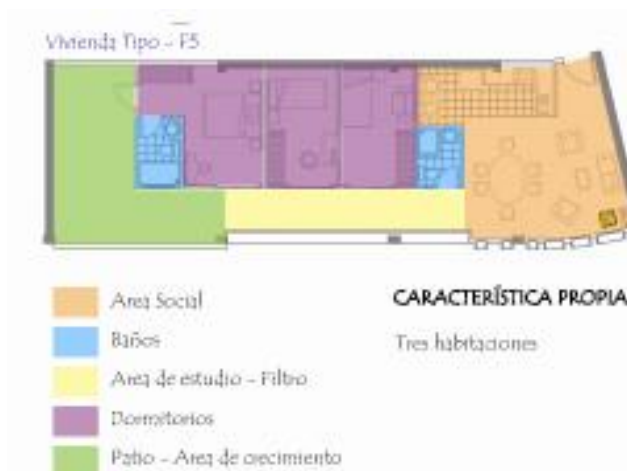 Vivienda Tipo - F5
Area Social
Baños
Area de estudio - Filtro
Dormitorios
Patio - Area de crecimiento
CARACTERÍSTICA PROPIA
Tres habitaciones